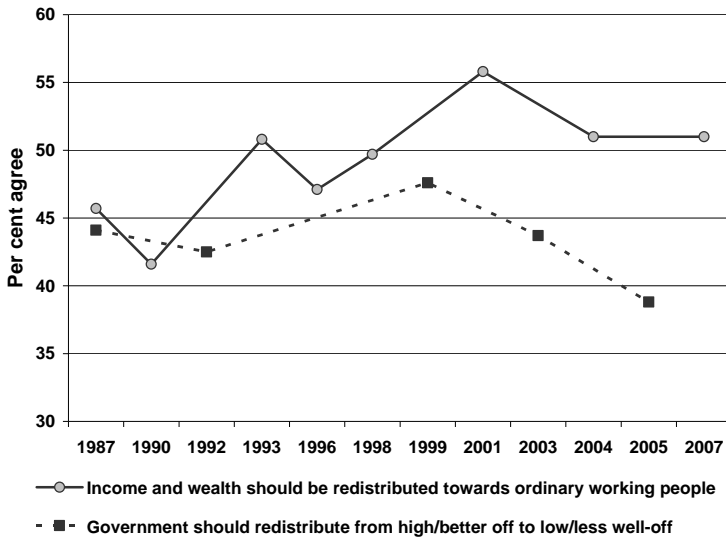 60
55
50
45
40
35
30
Per cent agree
1987 1990 1992 1993 1996 1998 1999 2001 2003 2004 2005 2007
Income and wealth should be redistributed towards ordinary working people
Government should redistribute from high/better off to low/less well-off